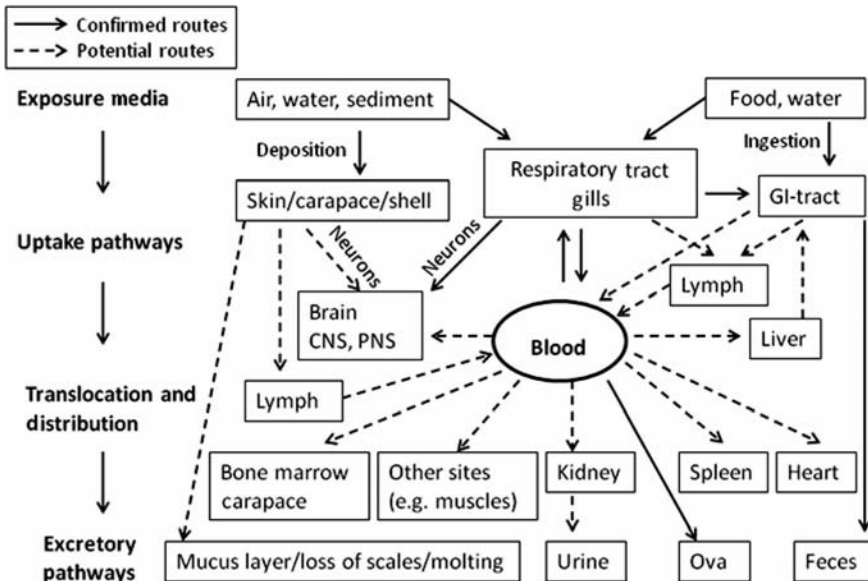 Confirmed routes
Potential routes
Exposure media
Air, water, sediment
Food, water
Deposition
Ingestion
Respiratory tract
gills
Skin/carapace/shell
GI-tract
Uptake pathways
Neurons
Neurons
Lymph
Brain
CNS, PNS
Blood
Liver
Translocation and
distribution
Lymph
Bone marrow
carapace
Other sites
(e.g. muscles)
Kidney
Spleen
Heart
Excretory
pathways
Mucus layer/loss of scales/molting
Urine
Ova
Feces